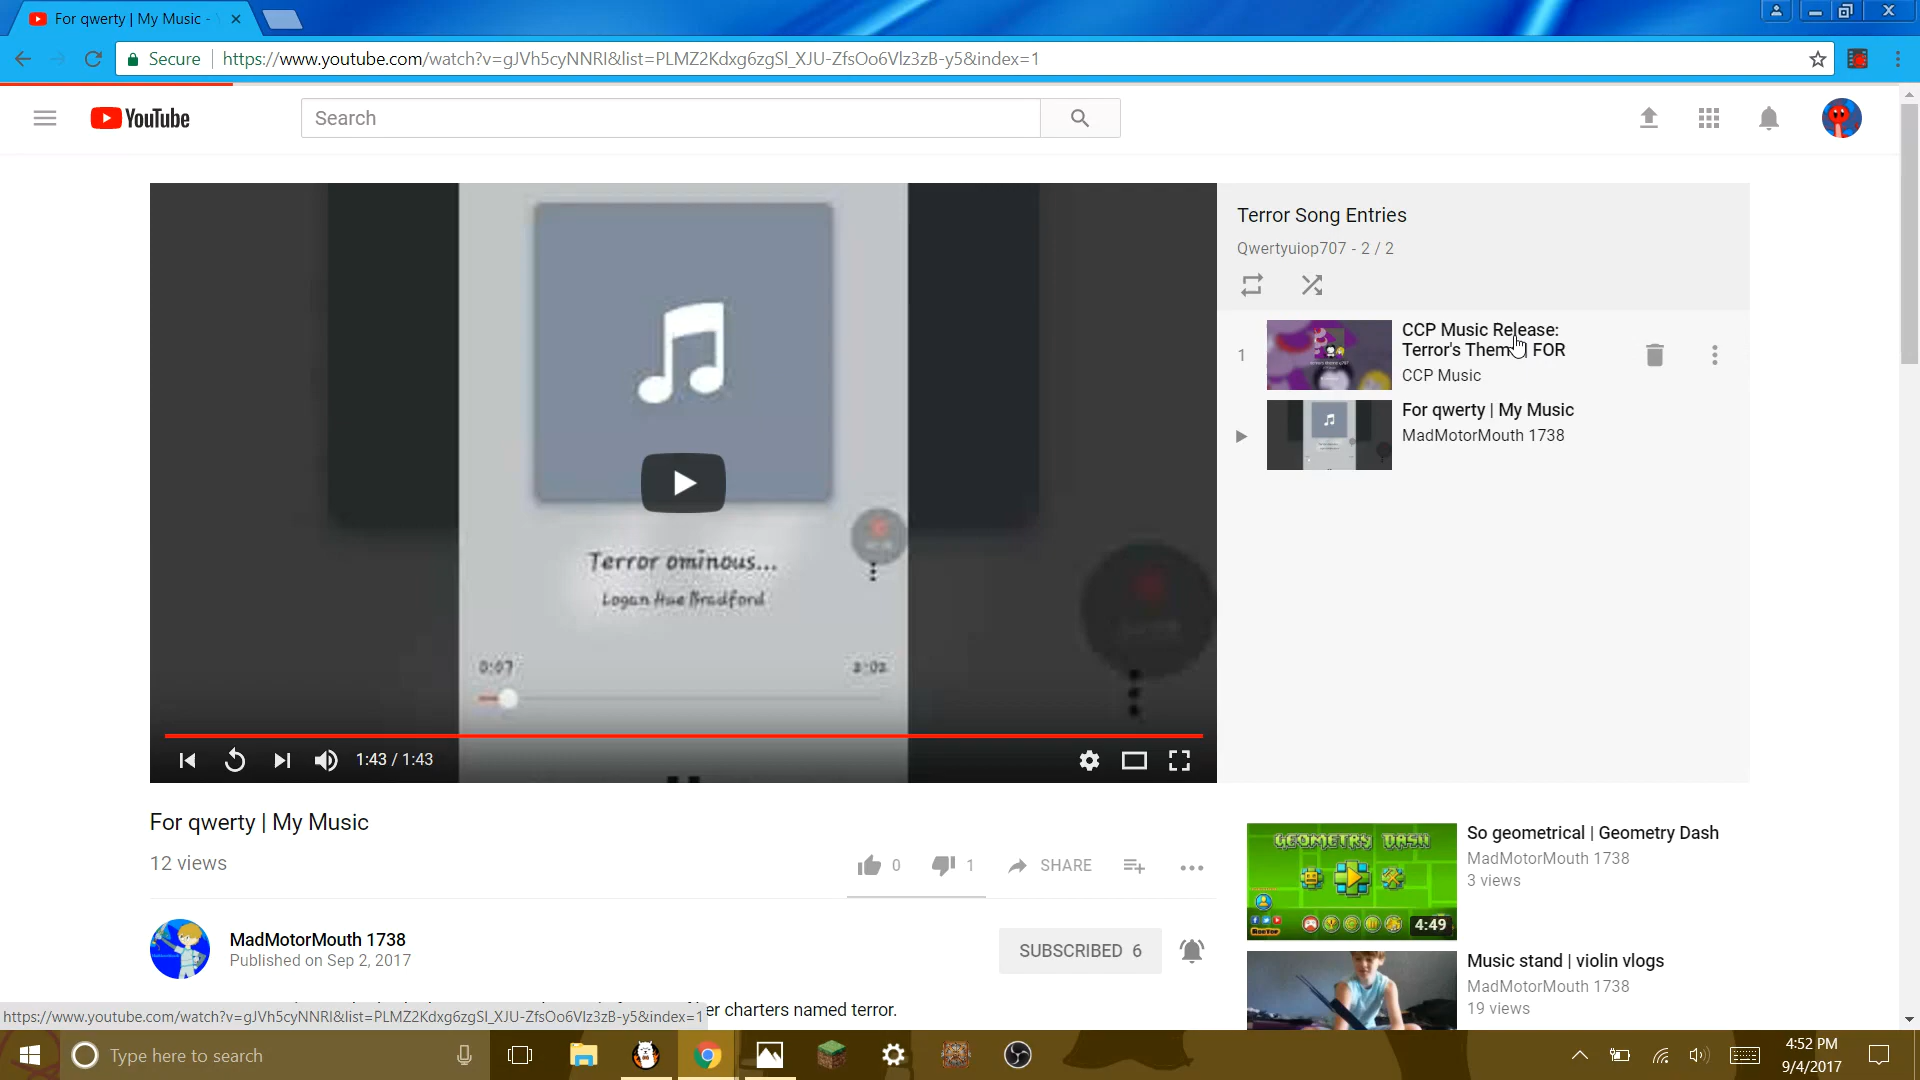 For qwerty | My Music -
Secure
https://www.youtube.com/watch?v=gJVh5cyNNRI&list=PLMZ2Kdxg6zgSl_XJU-ZfsOo6Vlz3zB-y5&index=1
YouTube
Search
Terror Song Entries
Qwertyuiop707 - 2 / 2
1
CCP Music Release:
Terror's Them | FOR
CCP Music
For qwerty | My Music
MadMotorMouth 1738
Terror ominous...
Logan Hue Bradford
0:07
1:43 / 1:43
For qwerty | My Music
12 views
0
1
SHARE
MadMotorMouth 1738
Published on Sep 2, 2017
SUBSCRIBED 6
er charters named terror.
GEOMETRY DASH
4:49
So geometrical | Geometry Dash
MadMotorMouth 1738
3 views
Music stand | violin vlogs
MadMotorMouth 1738
19 views
https://www.youtube.com/watch?v=gJVh5cyNNRI&list=PLMZ2Kdxg6zgSl_XJU-ZfsOo6Vlz3zB-y5&index=1
Type here to search
4:52 PM
9/4/2017